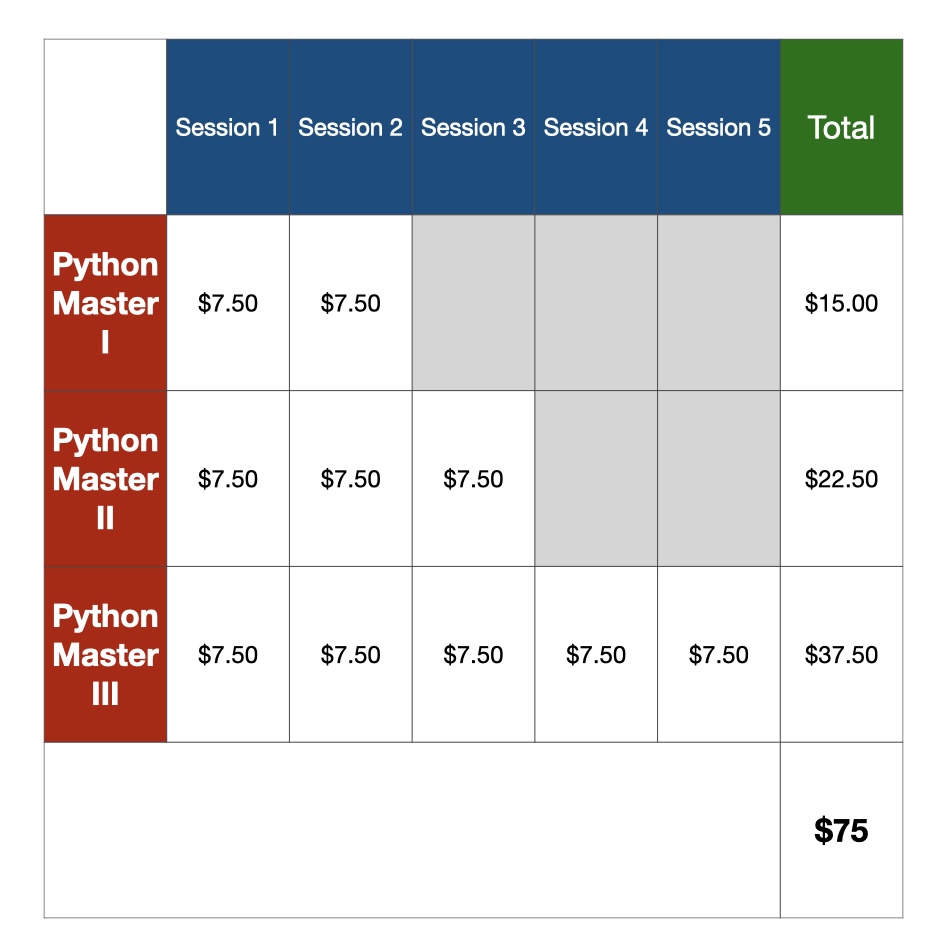 Session 1 Session 2 Session 3 Session 4 Session 5 Total
Python
Master
I
$7.50 $7.50 $15.00
Python
Master
II
$7.50 $7.50 $7.50 $22.50
Python
Master
III
$7.50 $7.50 $7.50 $7.50 $7.50 $37.50
$75